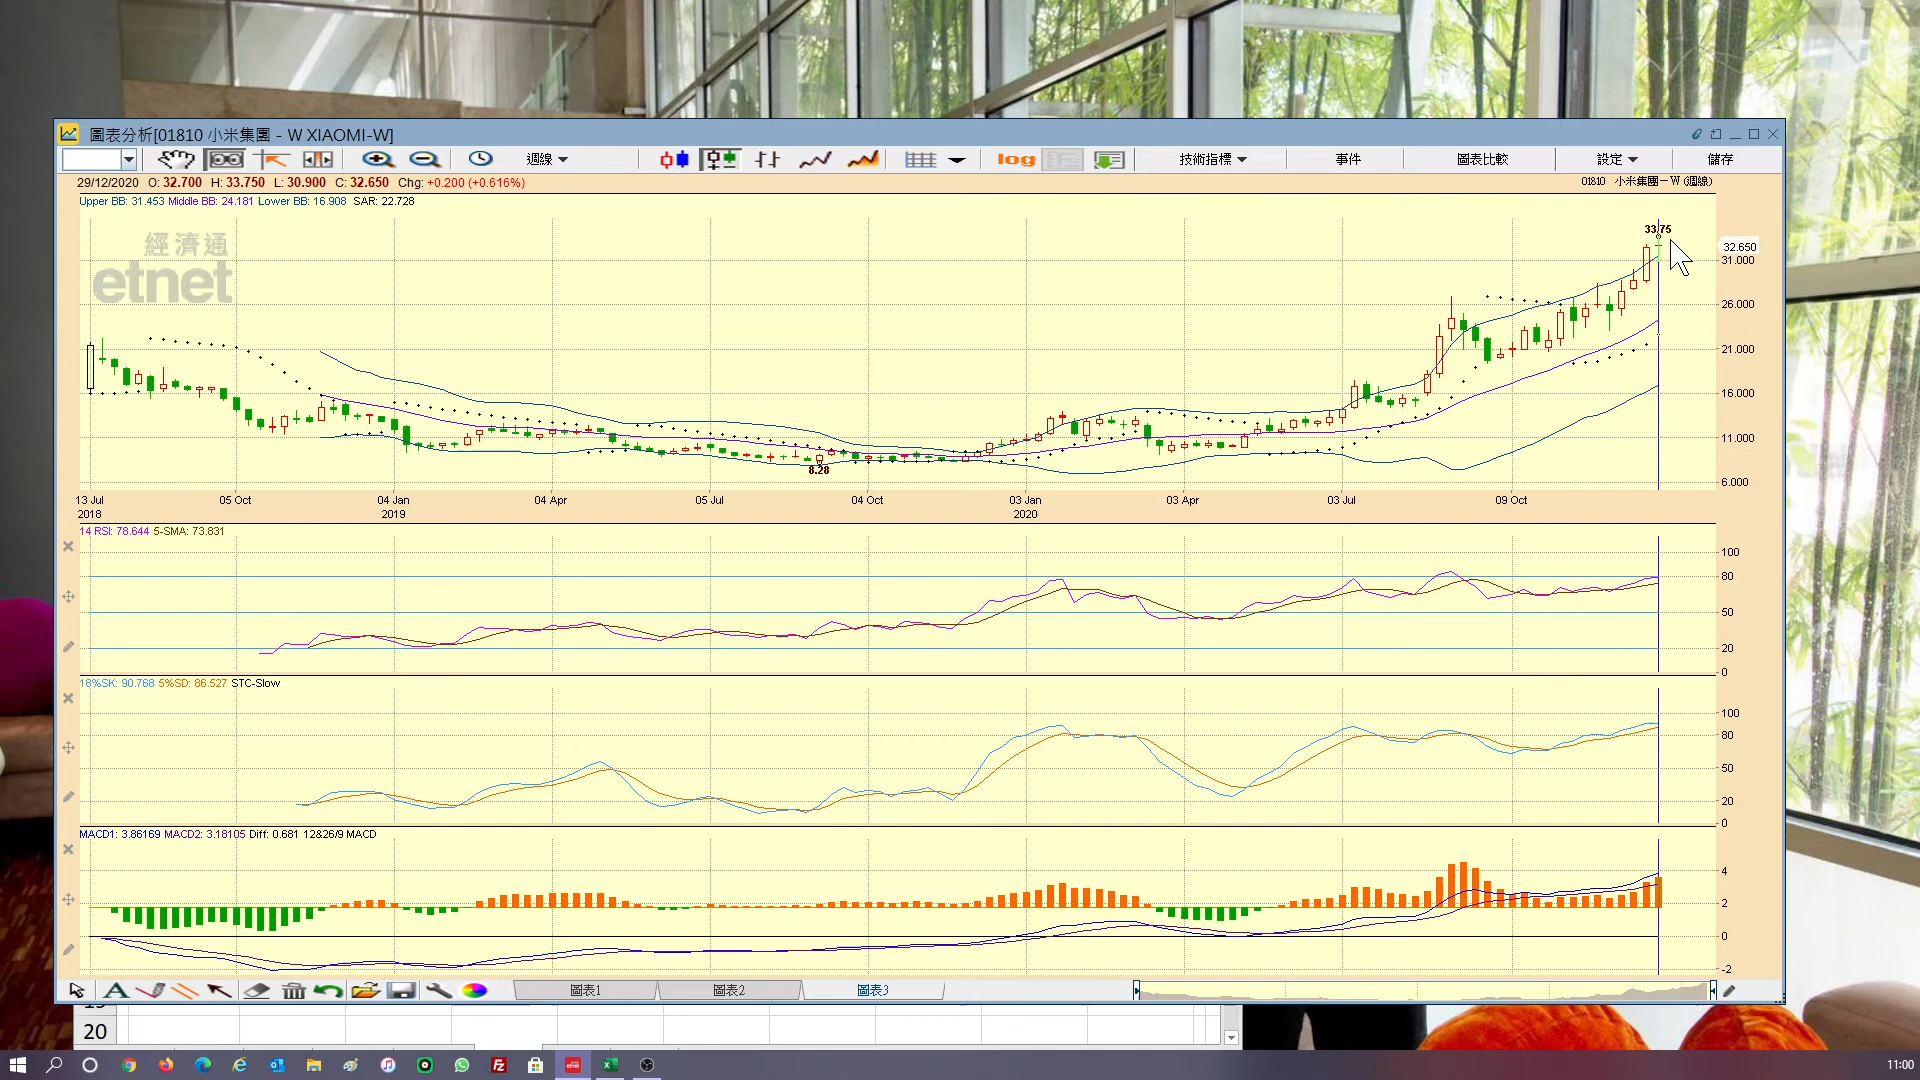 圖表分析[01810 小米集團 - W XIAOMI-W]
週線
log
技術指標
事件
圖表比較
設定
儲存
29/12/2020 O: 32.700 H: 33.750 L: 30.900 C: 32.650 Chg: +0.200 (+0.616%)
01810 小米集團－W (週線)
Upper BB: 31.453 Middle BB: 24.181 Lower BB: 16.908 SAR: 22.728
經濟通
etnet
33.75
32.650
31.000
26.000
21.000
16.000
11.000
6.000
8.28
13 Jul 05 Oct 04 Jan 04 Apr 05 Jul 04 Oct 03 Jan 03 Apr 03 Jul 09 Oct
2018 2019 2020
14 RSI: 78.644 5-SMA: 73.831
100
80
50
20
0
18%SK: 90.768 5%SD: 86.527 STC-Slow
100
80
50
20
0
MACD1: 3.86169 MACD2: 3.18105 Diff: 0.681 12&26/9 MACD
4
2
0
-2
圖表1 圖表2 圖表3
20
11:00